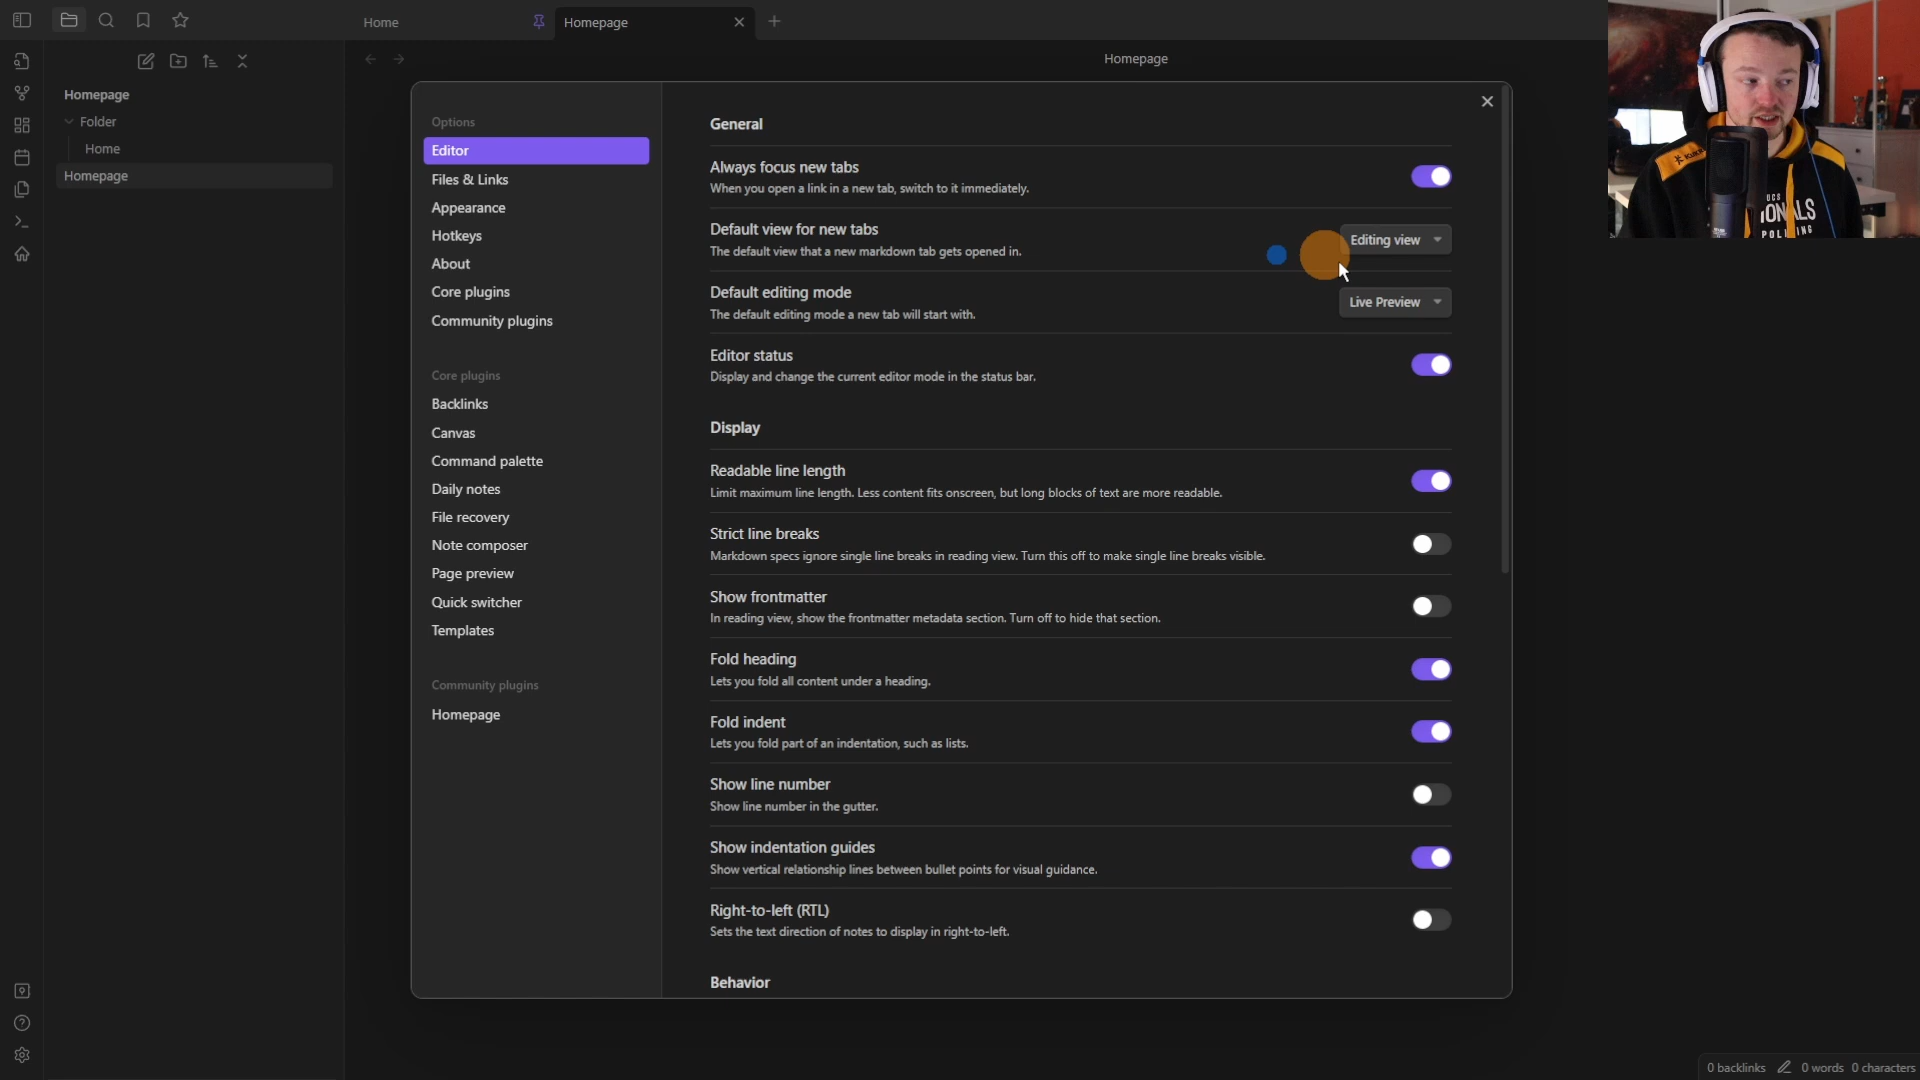 Home
Homepage
Homepage
Homepage
Folder
Home
Homepage
Options
Editor
Files & Links
Appearance
Hotkeys
About
Core plugins
Community plugins
Core plugins
Backlinks
Canvas
Command palette
Daily notes
File recovery
Note composer
Page preview
Quick switcher
Templates
Community plugins
Homepage
General
Always focus new tabs
When you open a link in a new tab, switch to it immediately.
Default view for new tabs
The default view that a new markdown tab gets opened in.
Editing view
Default editing mode
The default editing mode a new tab will start with.
Live Preview
Editor status
Display and change the current editor mode in the status bar.
Display
Readable line length
Limit maximum line length. Less content fits onscreen, but long blocks of text are more readable.
Strict line breaks
Markdown specs ignore single line breaks in reading view. Turn this off to make single line breaks visible.
Show frontmatter
In reading view, show the frontmatter metadata section. Turn off to hide that section.
Fold heading
Lets you fold all content under a heading.
Fold indent
Lets you fold part of an indentation, such as lists.
Show line number
Show line number in the gutter.
Show indentation guides
Show vertical relationship lines between bullet points for visual guidance.
Right-to-left (RTL)
Sets the text direction of notes to display in right-to-left.
Behavior
0 backlinks 0 words 0 characters